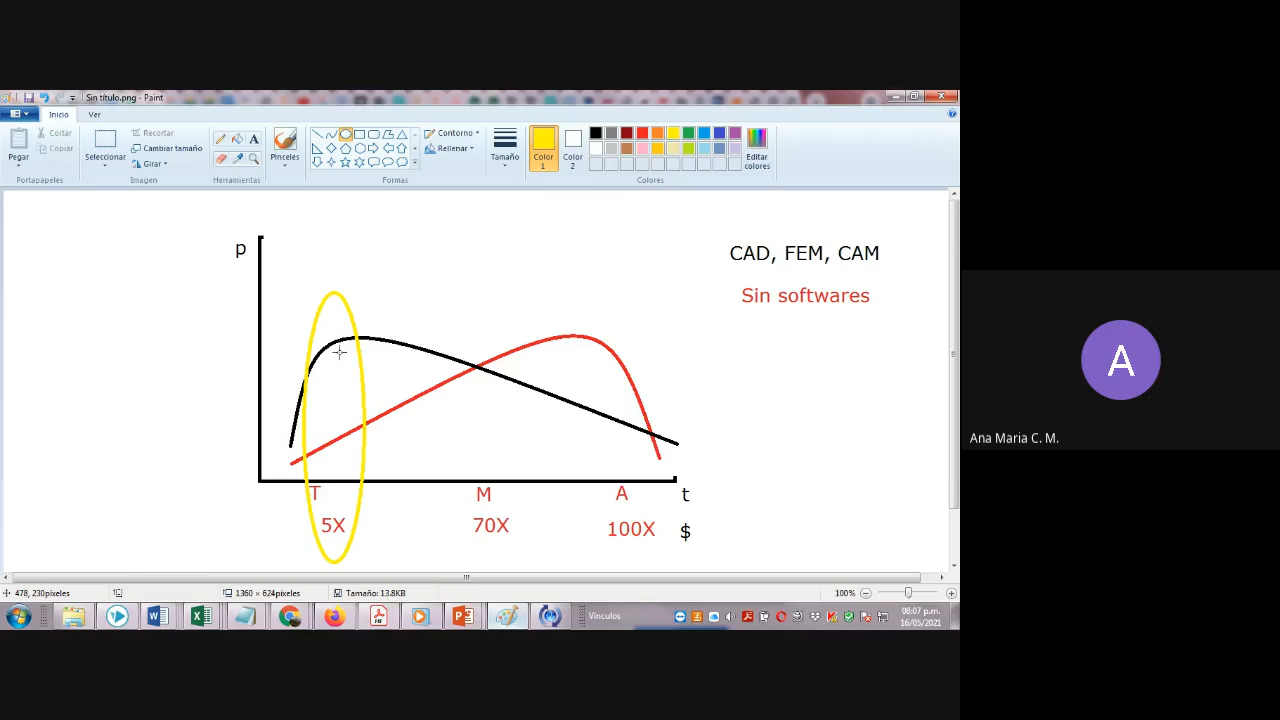 Sin título.png - Paint
Inicio
Ver
Pegar
Cortar
Copiar
Portapapeles
Seleccionar
Recortar
Cambiar tamaño
Girar
Imagen
A
Herramientas
Pinceles
Formas
Contorno
Rellenar
Tamaño
Color 1
Color 2
Editar colores
Colores
p
CAD, FEM, CAM
Sin softwares
T M A t
5X 70X 100X $
A
Ana Maria C. M.
478, 230píxeles
1360 × 624píxeles
Tamaño: 13.8KB
100%
Vínculos
08:07 p.m.
16/05/2021